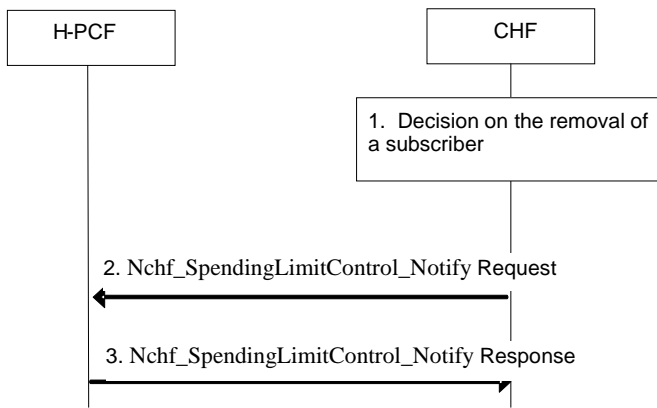 H-PCF
CHF
1. Decision on the removal of
a subscriber
2. Nchf_SpendingLimitControl_Notify Request
3. Nchf_SpendingLimitControl_Notify Response